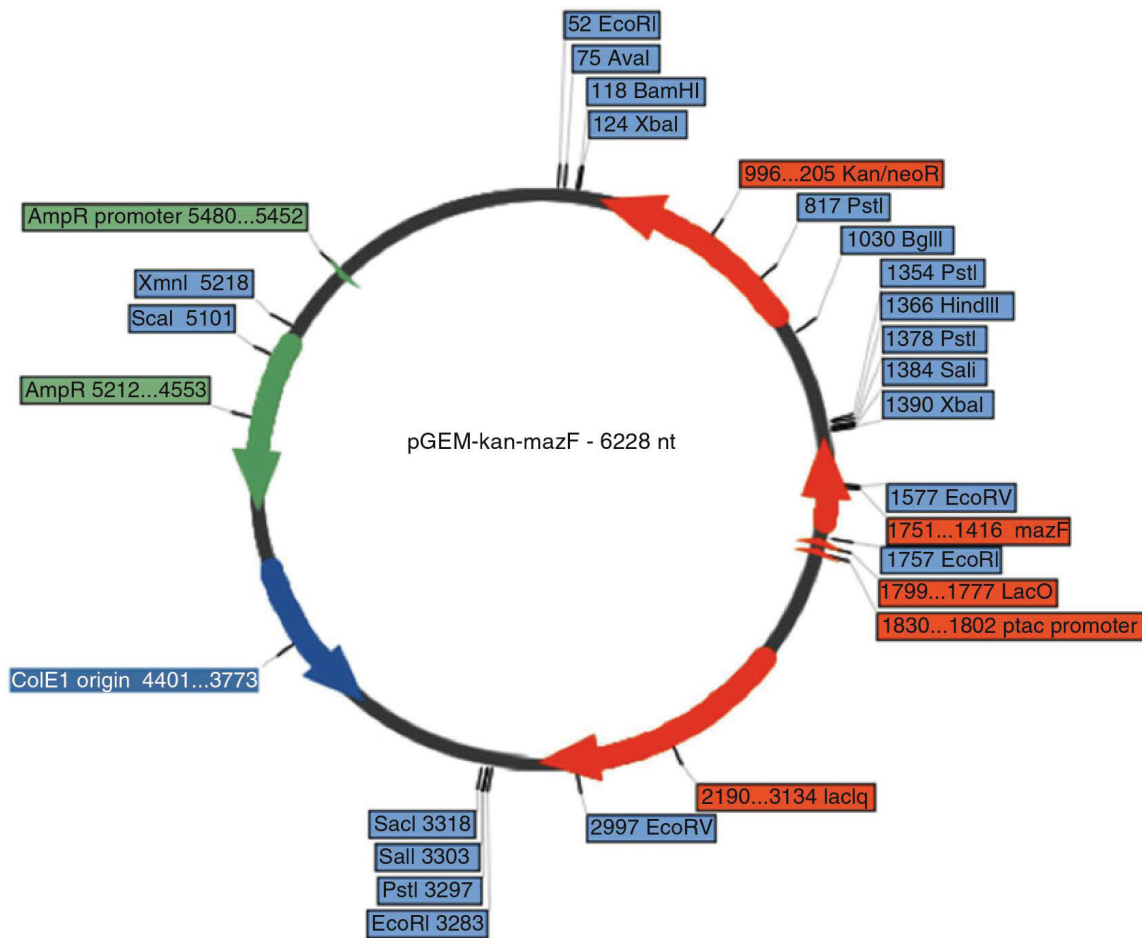 52 EcoRI
75 AvaI
118 BamHI
124 XbaI
996...205 Kan/neoR
817 PstI
1030 BglII
1354 PstI
1366 HindIII
1378 PstI
1384 Sali
1390 XbaI
1577 EcoRV
1751...1416 mazF
1757 EcoRI
1799...1777 LacO
1830...1802 ptac promoter
2190...3134 lacIq
2997 EcoRV
SacI 3318
SalI 3303
PstI 3297
EcoRI 3283
ColE1 origin 4401...3773
AmpR 5212...4553
ScaI 5101
XmnI 5218
AmpR promoter 5480...5452
pGEM-kan-mazF - 6228 nt